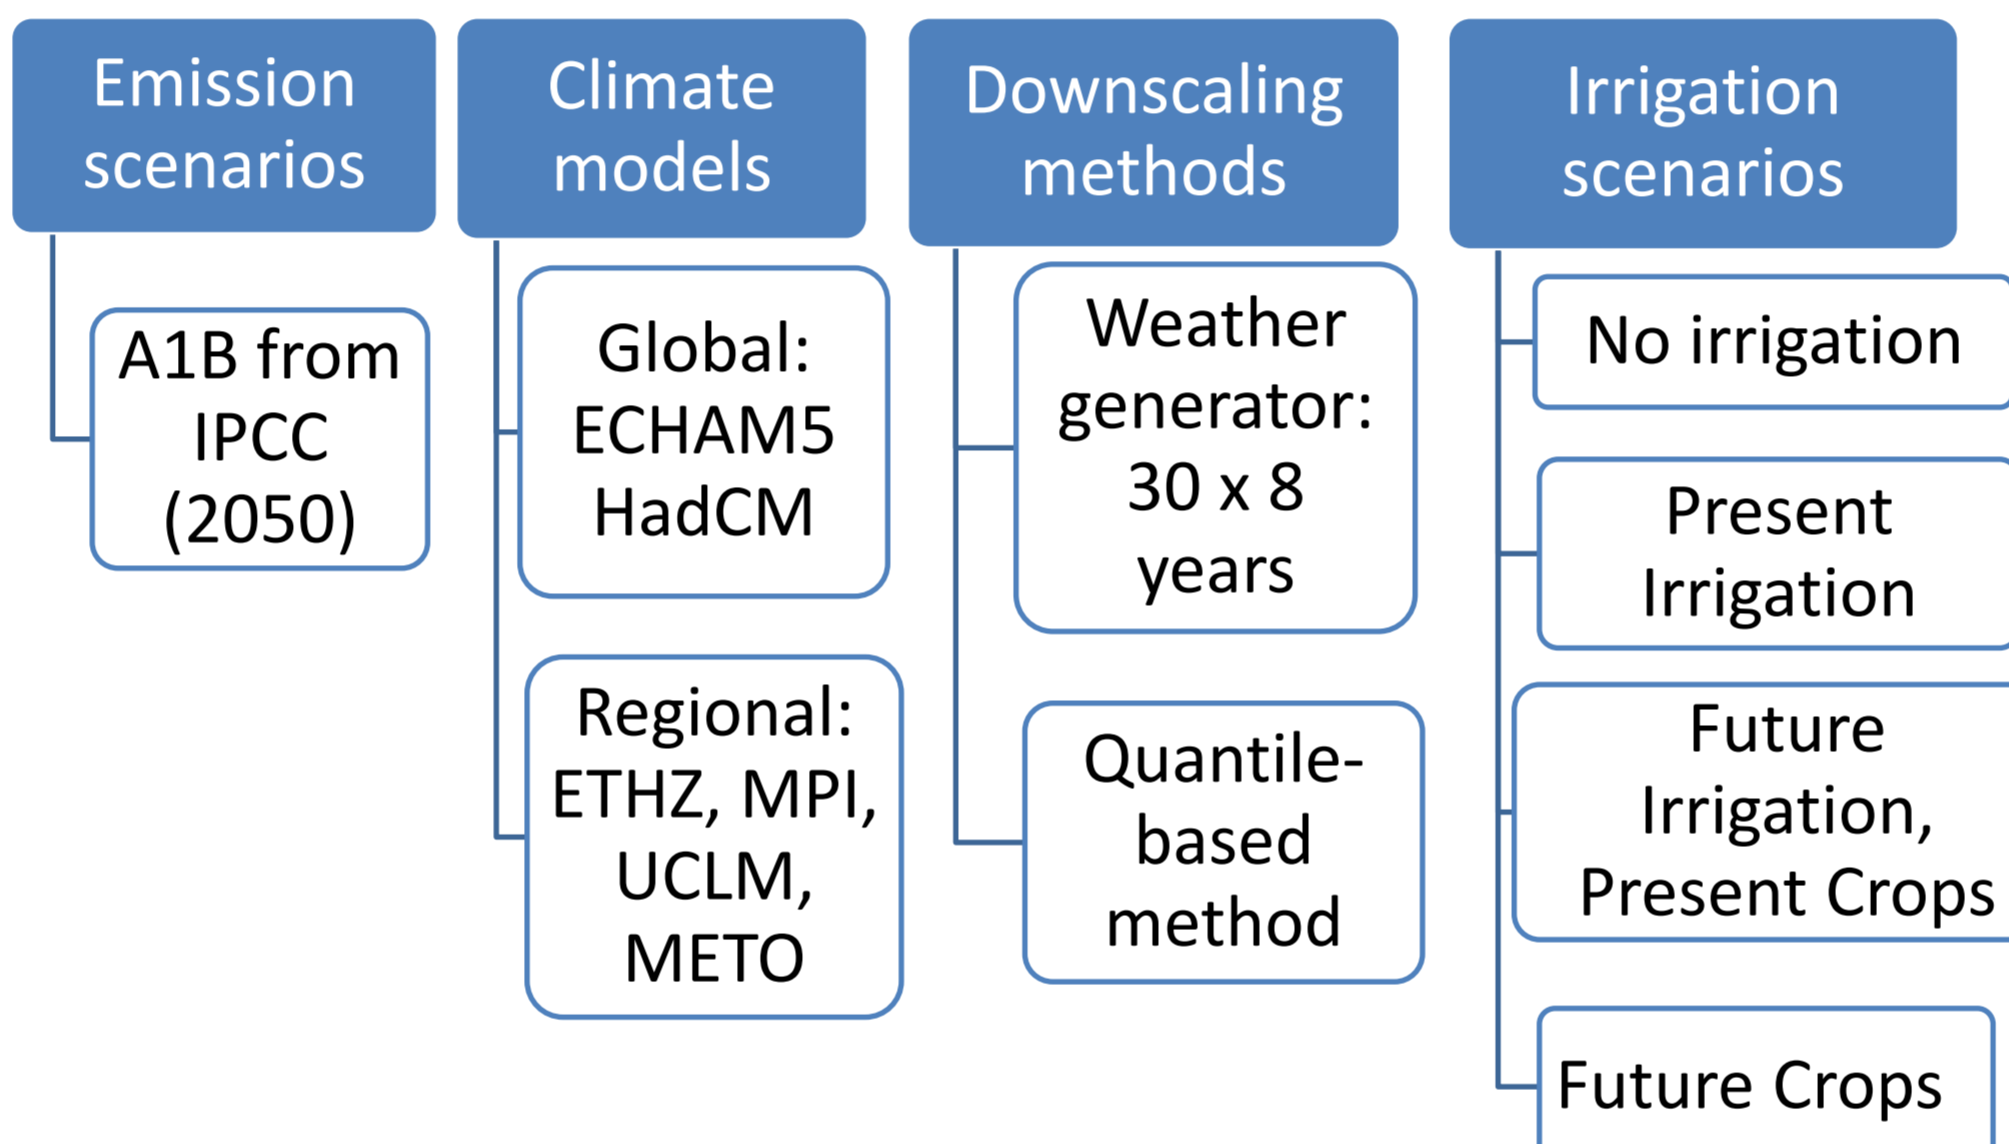 Emission
scenarios
A1B from
IPCC
(2050)
Climate
models
Global:
ECHAM5
HadCM
Regional:
ETHZ, MPI,
UCLM,
METO
Downscaling
methods
Weather
generator:
30 x 8
years
Quantile-
based
method
Irrigation
scenarios
No irrigation
Present
Irrigation
Future
Irrigation,
Present Crops
Future Crops